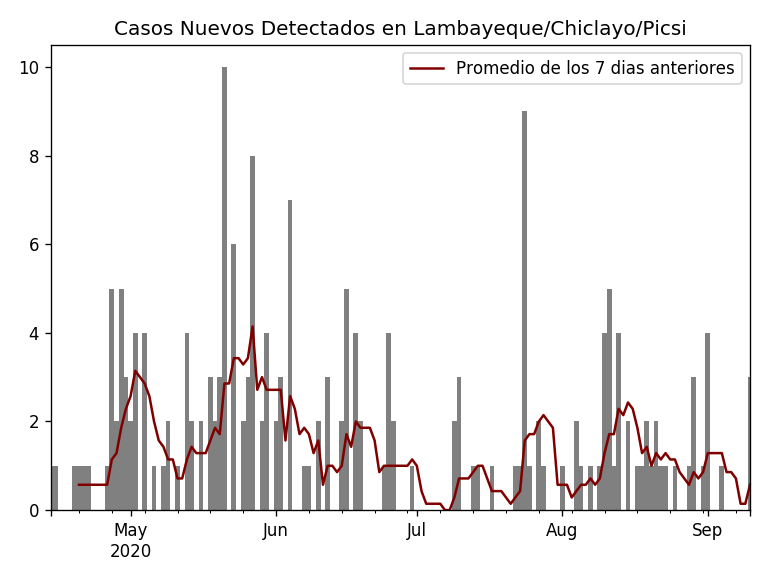 Casos Nuevos Detectados en Lambayeque/Chiclayo/Picsi
Promedio de los 7 dias anteriores
10
8
6
4
2
0
May Jun Jul Aug Sep
2020